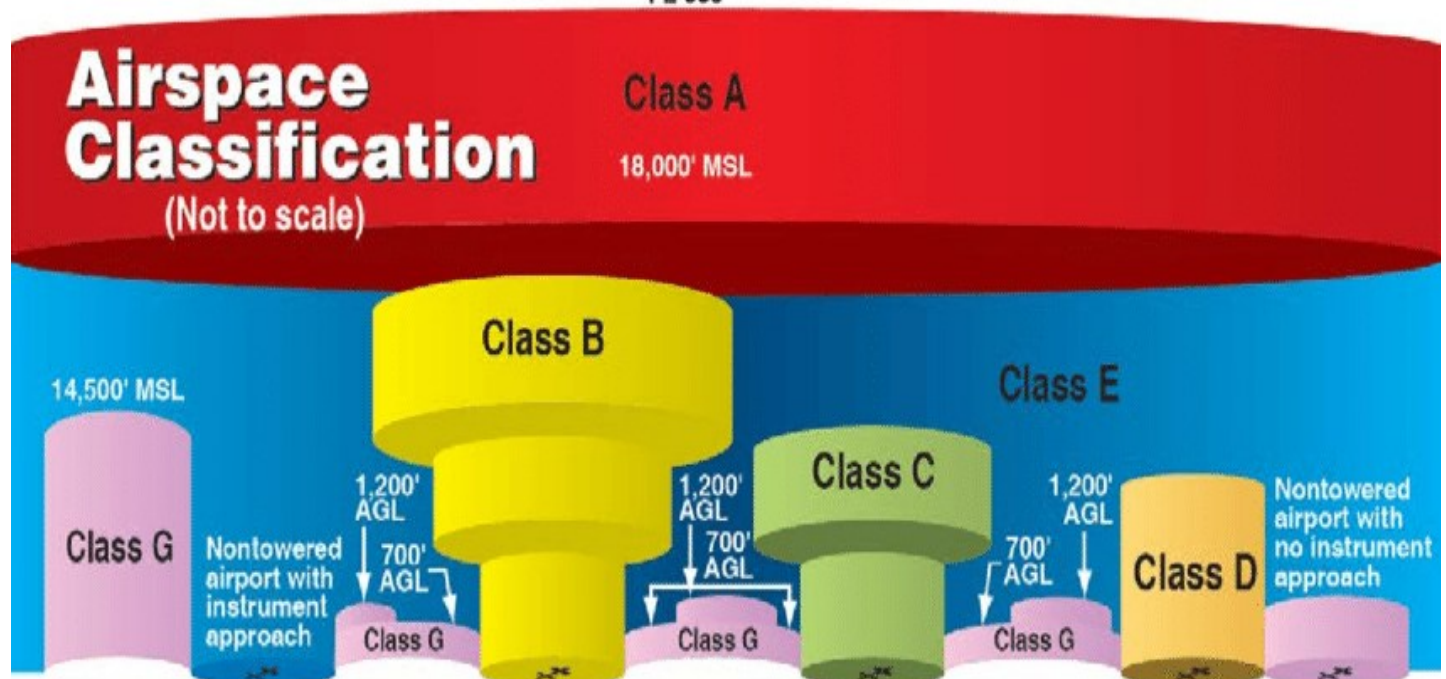 Airspace
Classification
(Not to scale)
Class A
18,000' MSL
Class B
14,500' MSL
Class E
Class C
Class G
Nontowered
airport with
instrument
approach
1,200'
AGL
700'
AGL
Class G
1,200'
AGL
700'
AGL
Class G
1,200'
AGL
700'
AGL
Class G
Class D
Nontowered
airport with
no instrument
approach